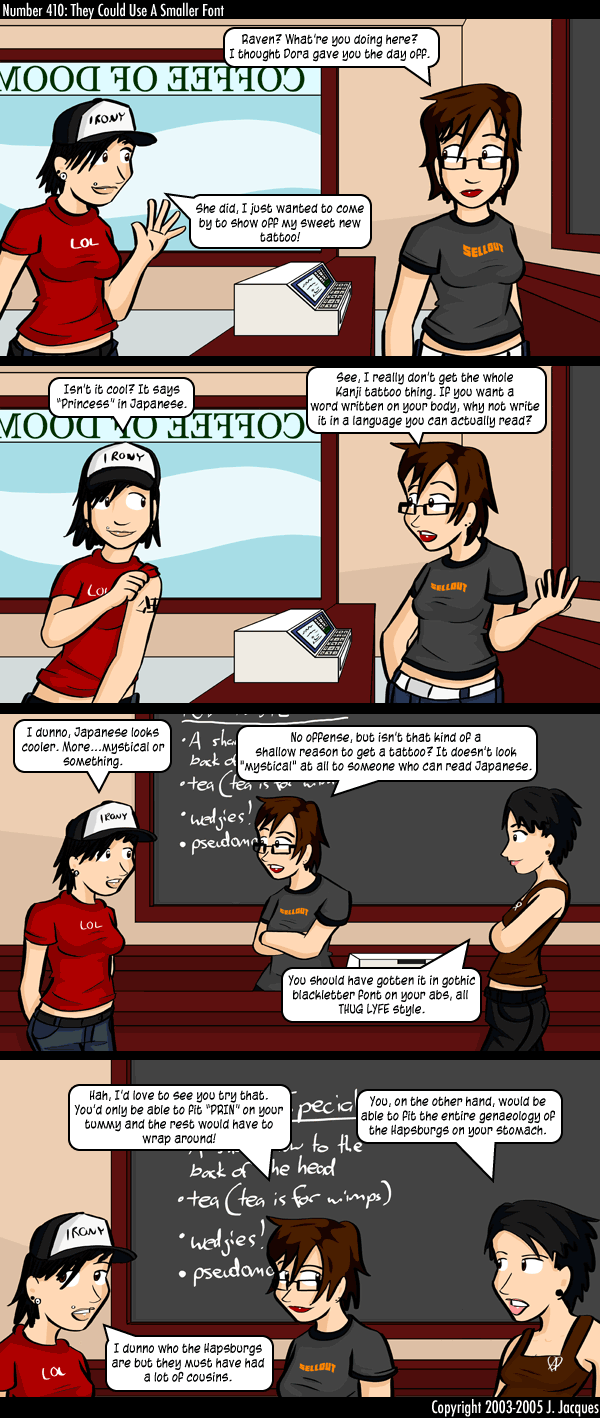 Number 410: They Could Use A Smaller Font
Raven? What're you doing here?
I thought Dora gave you the day off.
COFFEE OF DOOM
IRONY
LOL
She did, I just wanted to come
by to show off my sweet new
tattoo!
SELLOUT
Isn't it cool? It says
"Princess" in Japanese.
See, I really don't get the whole
Kanji tattoo thing. If you want a
word written on your body, why not write
it in a language you can actually read?
COFFEE OF DOOM
IRONY
LOL
SELLOUT
I dunno, Japanese looks
cooler. More...mystical or
something.
No offense, but isn't that kind of a
shallow reason to get a tattoo? It doesn't look
"mystical" at all to someone who can read Japanese.
• A
back of
• tea (tea is for
• wedgies!
•
IRONY
LOL
SELLOUT
You should have gotten it in gothic
blackletter font on your abs, all
THUG LYFE style.
Hah, I'd love to see you try that.
You'd only be able to fit "PRIN" on your
tummy and the rest would have to
wrap around!
You, on the other hand, would be
able to fit the entire genaeology of
the Hapsburgs on your stomach.
to the
back of the head
• tea (tea is for wimps)
• wedgies!
•
IRONY
LOL
SELLOUT
I dunno who the Hapsburgs
are but they must have had
a lot of cousins.
Copyright 2003-2005 J. Jacques